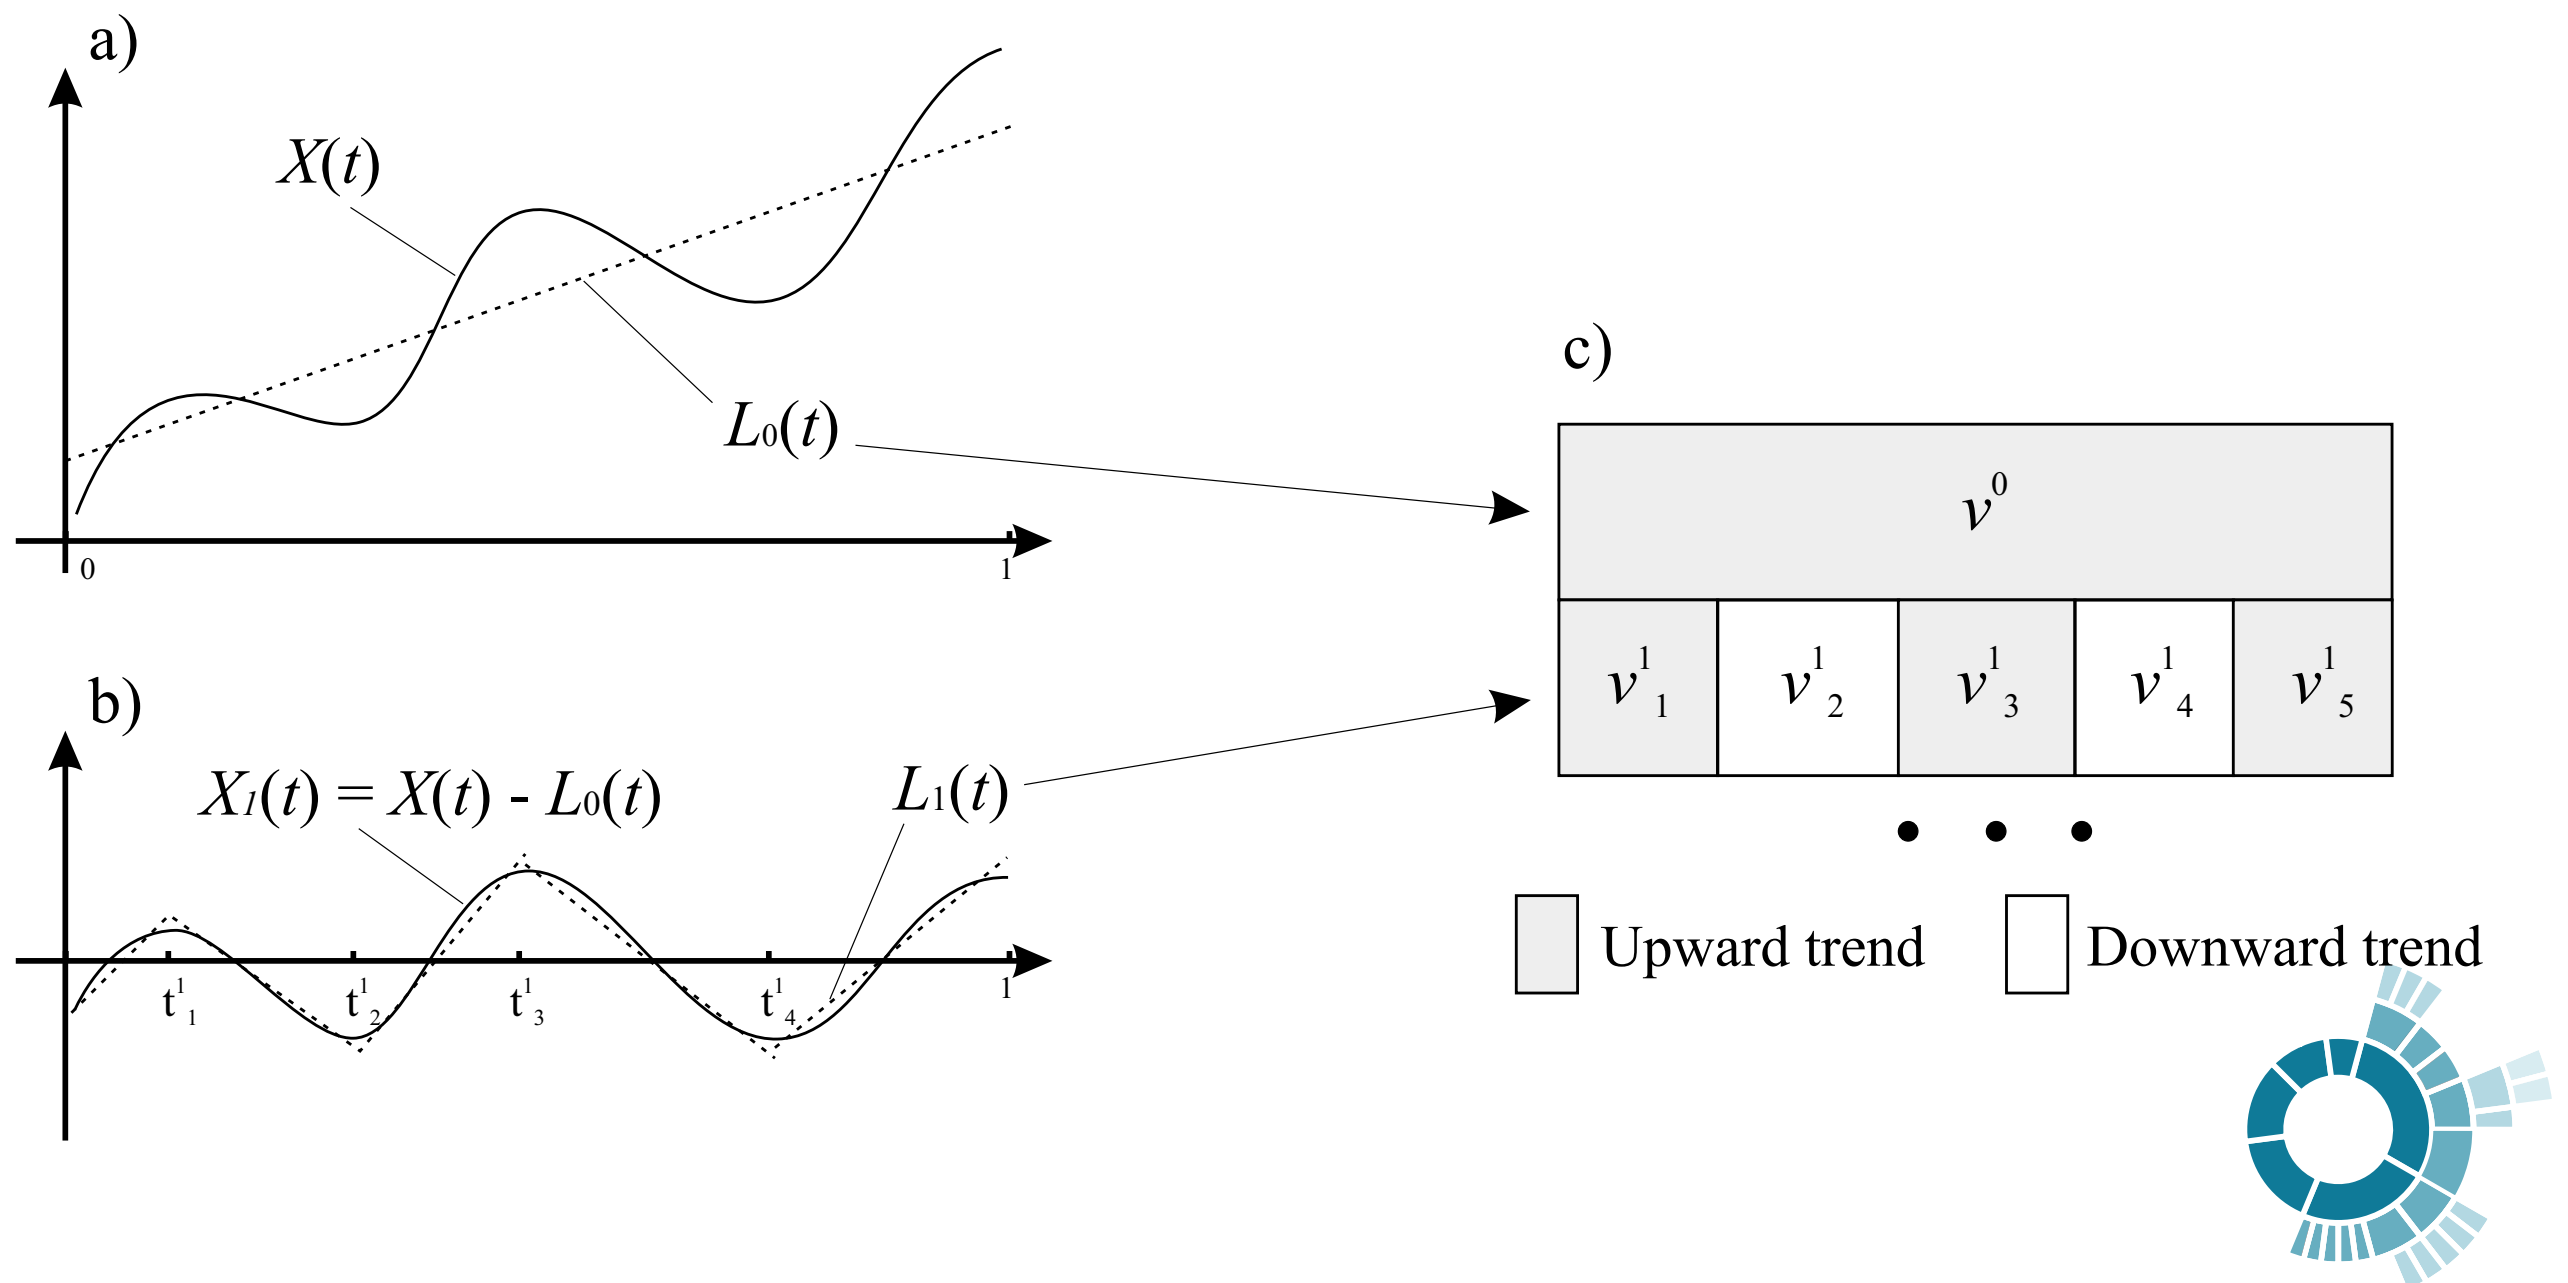 a)
X(t)
L₀(t)
0 1
b)
X₁(t) = X(t) - L₀(t)
L₁(t)
t¹₁ t¹₂ t¹₃ t¹₄ 1
c)
v⁰
v¹₁ v¹₂ v¹₃ v¹₄ v¹₅
• • •
Upward trend Downward trend